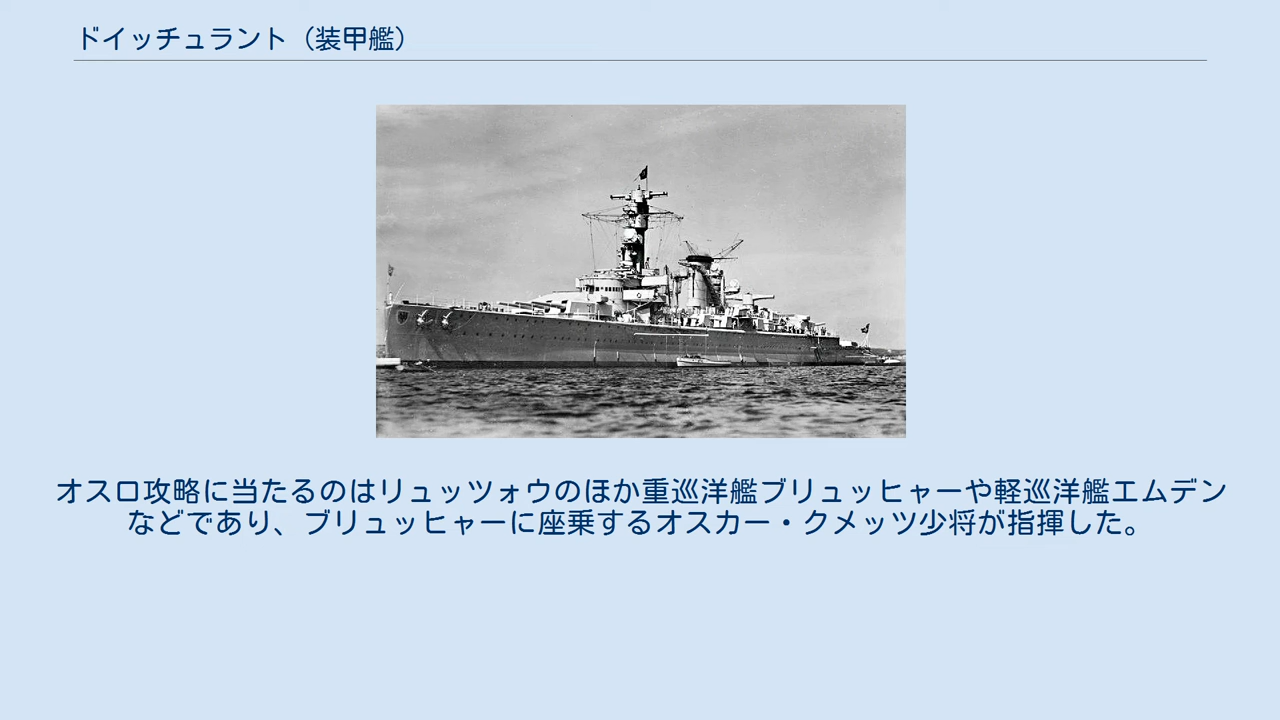 ドイッチュラント（装甲艦）
オスロ攻略に当たるのはリュッツォウのほか重巡洋艦ブリュッヒャーや軽巡洋艦エムデン
などであり、ブリュッヒャーに座乗するオスカー・クメッツ少将が指揮した。